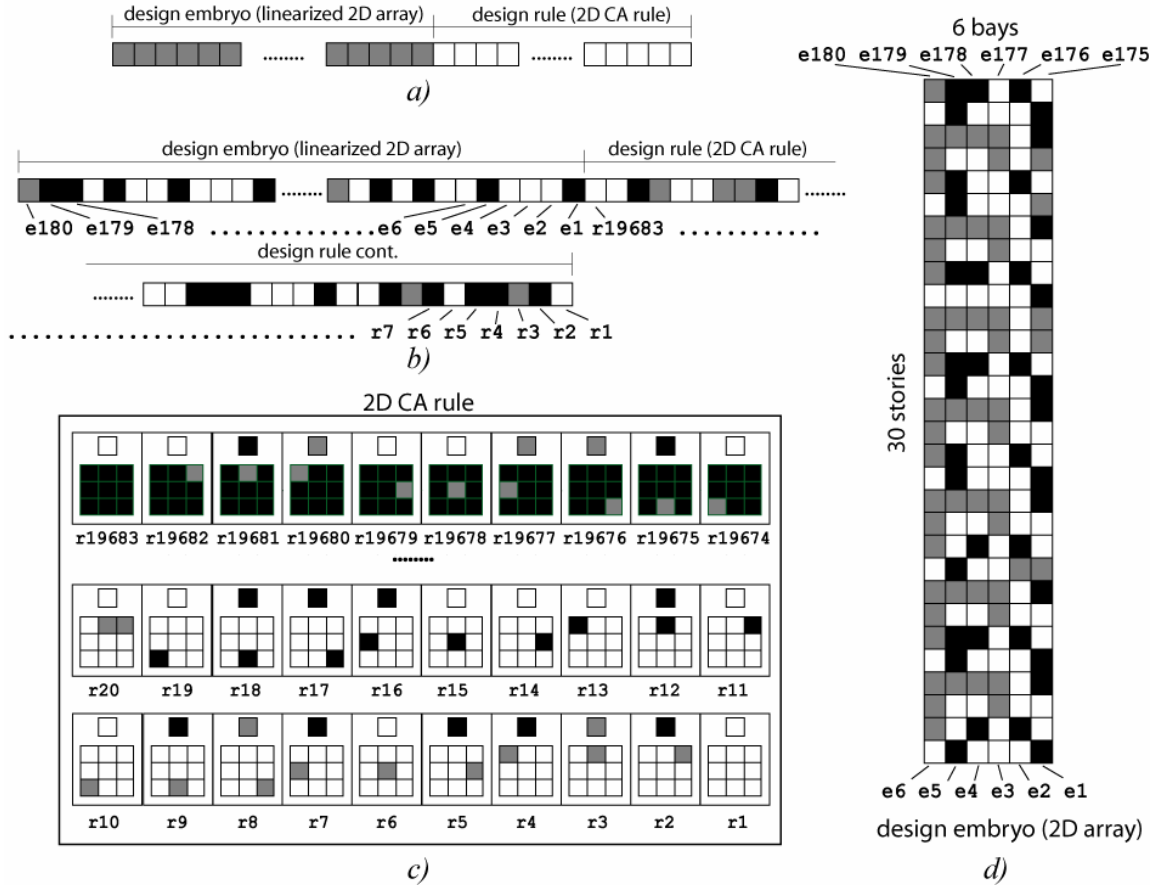 design embryo (linearized 2D array) design rule (2D CA rule)
........ ........
a)
design embryo (linearized 2D array) design rule (2D CA rule)
........ ........
e180 e179 e178 ............. e6 e5 e4 e3 e2 e1 r19683 ..........
design rule cont.
........
................................ r7 r6 r5 r4 r3 r2 r1
b)
2D CA rule
r19683 r19682 r19681 r19680 r19679 r19678 r19677 r19676 r19675 r19674
........
r20 r19 r18 r17 r16 r15 r14 r13 r12 r11
r10 r9 r8 r7 r6 r5 r4 r3 r2 r1
c)
6 bays
e180 e179 e178 e177 e176 e175
30 stories
e6 e5 e4 e3 e2 e1
design embryo (2D array)
d)